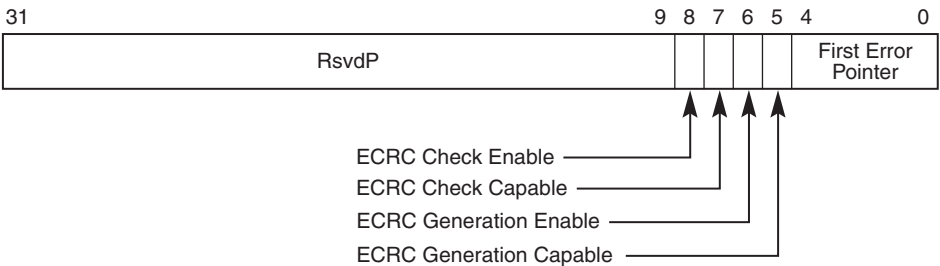 31 9 8 7 6 5 4 0
RsvdP
First Error
Pointer
ECRC Check Enable
ECRC Check Capable
ECRC Generation Enable
ECRC Generation Capable